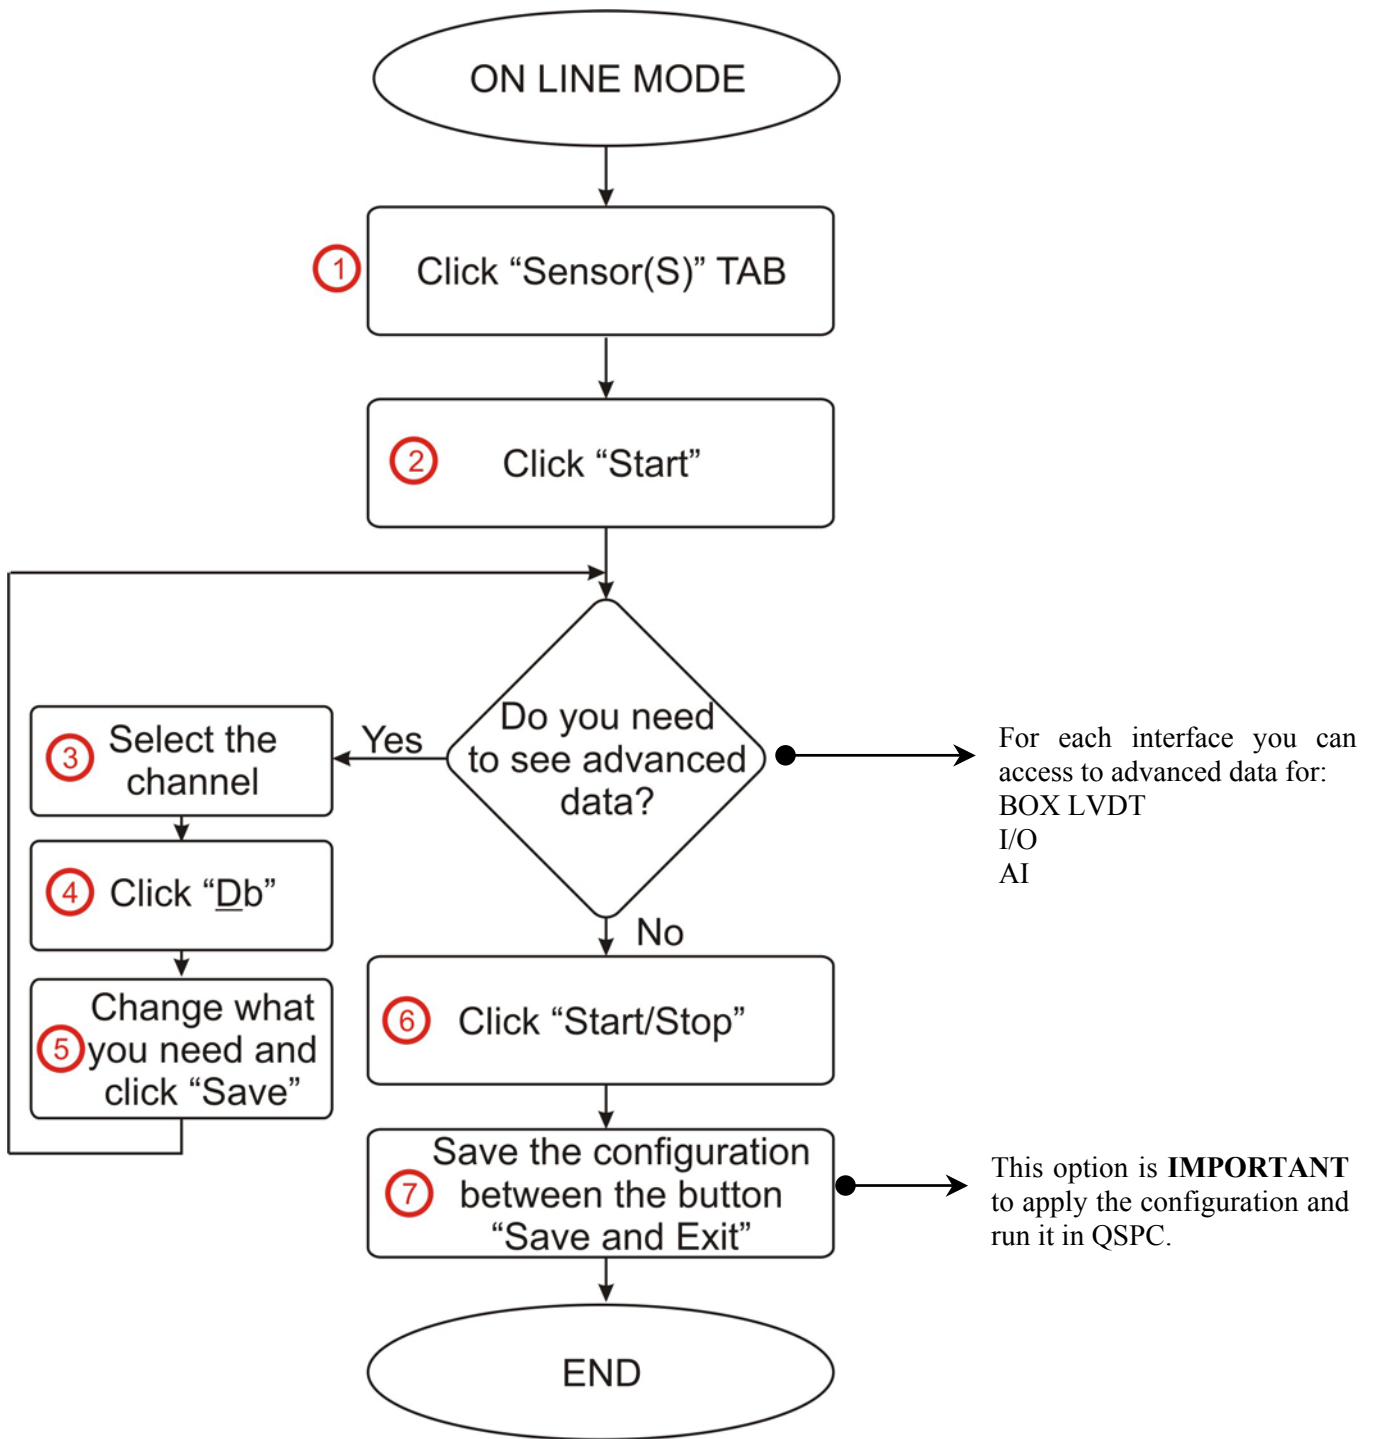 ON LINE MODE
1
Click “Sensor(S)” TAB
2
Click “Start”
Do you need
to see advanced
data?
For each interface you can
access to advanced data for:
BOX LVDT
I/O
AI
Yes
3
Select the
channel
4
Click “Db”
5
Change what
you need and
click “Save”
No
6
Click “Start/Stop”
7
Save the configuration
between the button
“Save and Exit”
This option is IMPORTANT
to apply the configuration and
run it in QSPC.
END